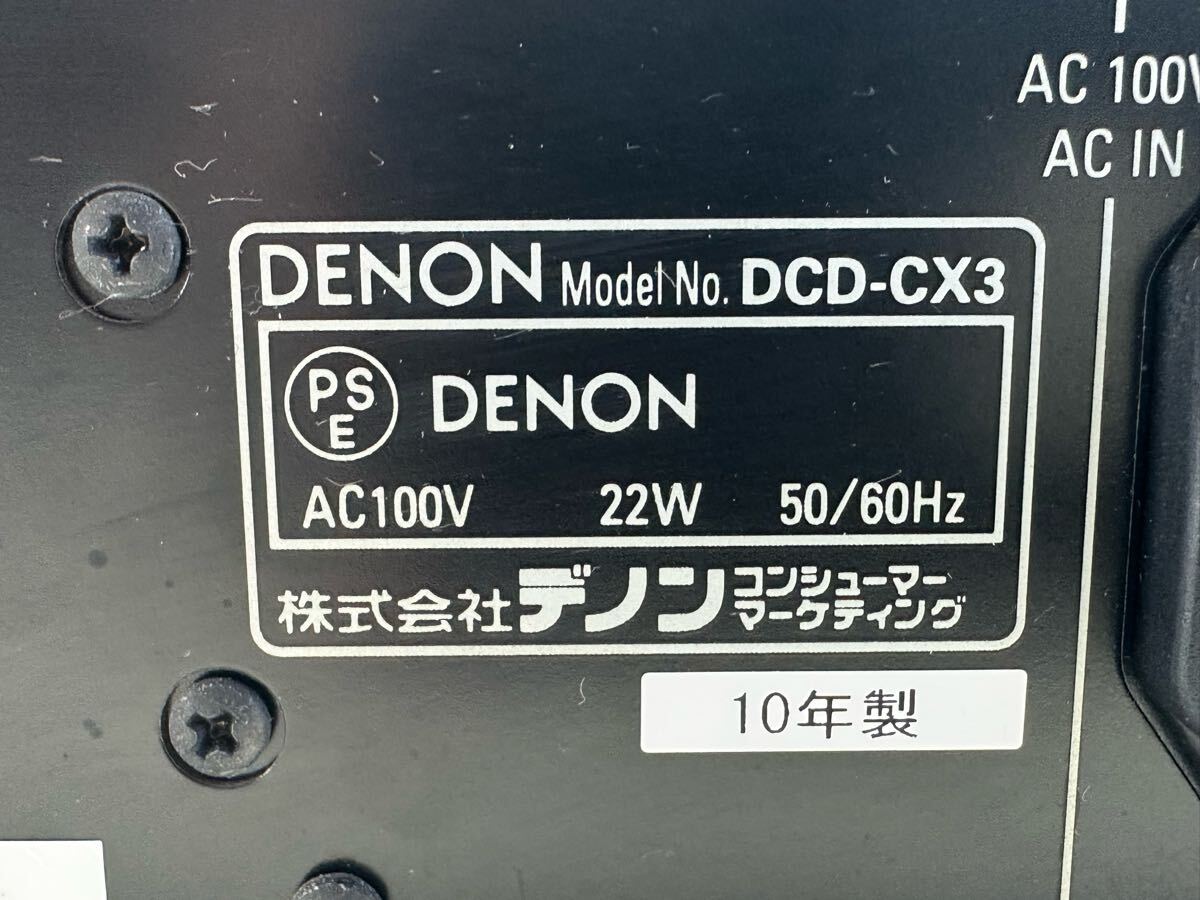 AC 100V
AC IN
DENON Model No. DCD-CX3
PS
E
DENON
AC100V 22W 50/60Hz
株式会社デノン コンシューマー
マーケティング
10年製